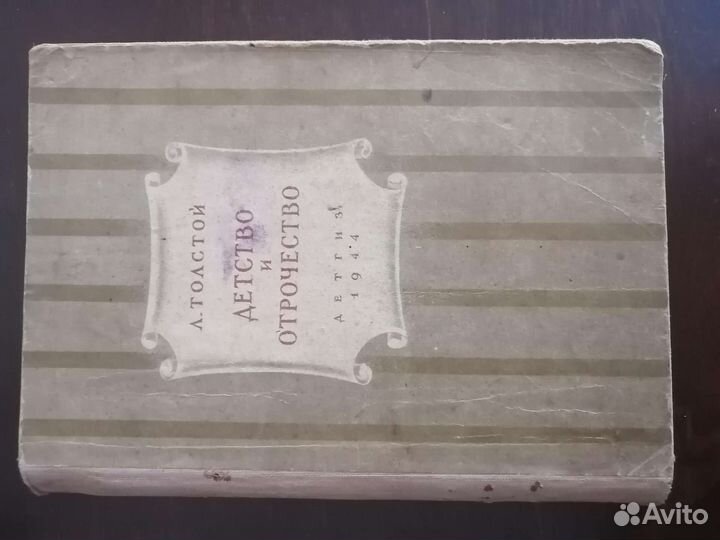 Л. ТОЛСТОЙ
ДЕТСТВО
И
ОТРОЧЕСТВО
ДЕТГИЗ
1944
Avito